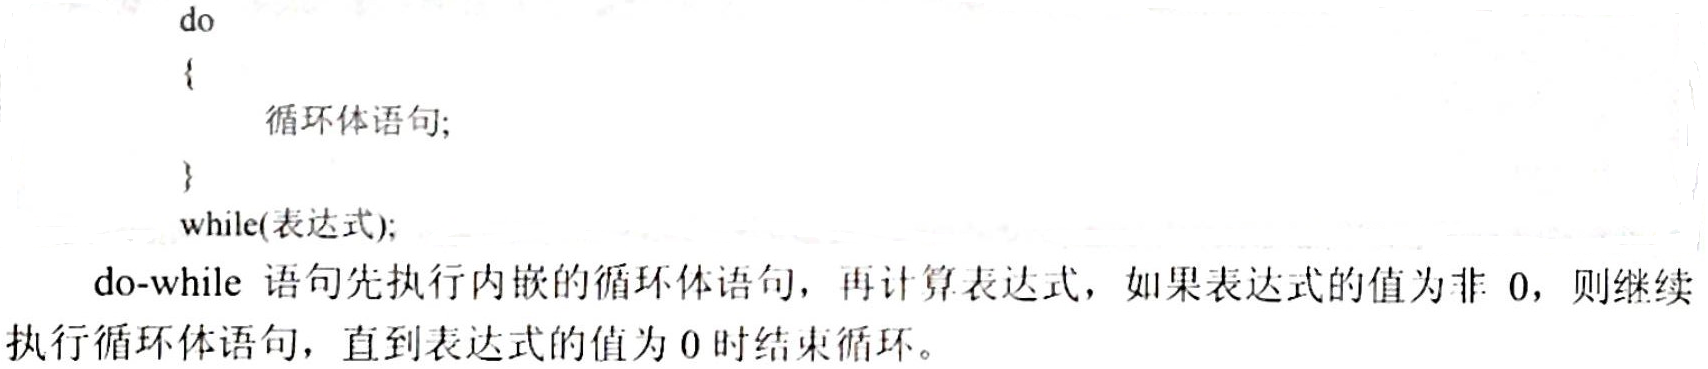 do
{
循环体语句;
}
while(表达式);
do-while 语句先执行内嵌的循环体语句，再计算表达式，如果表达式的值为非 0，则继续
执行循环体语句，直到表达式的值为 0 时结束循环。